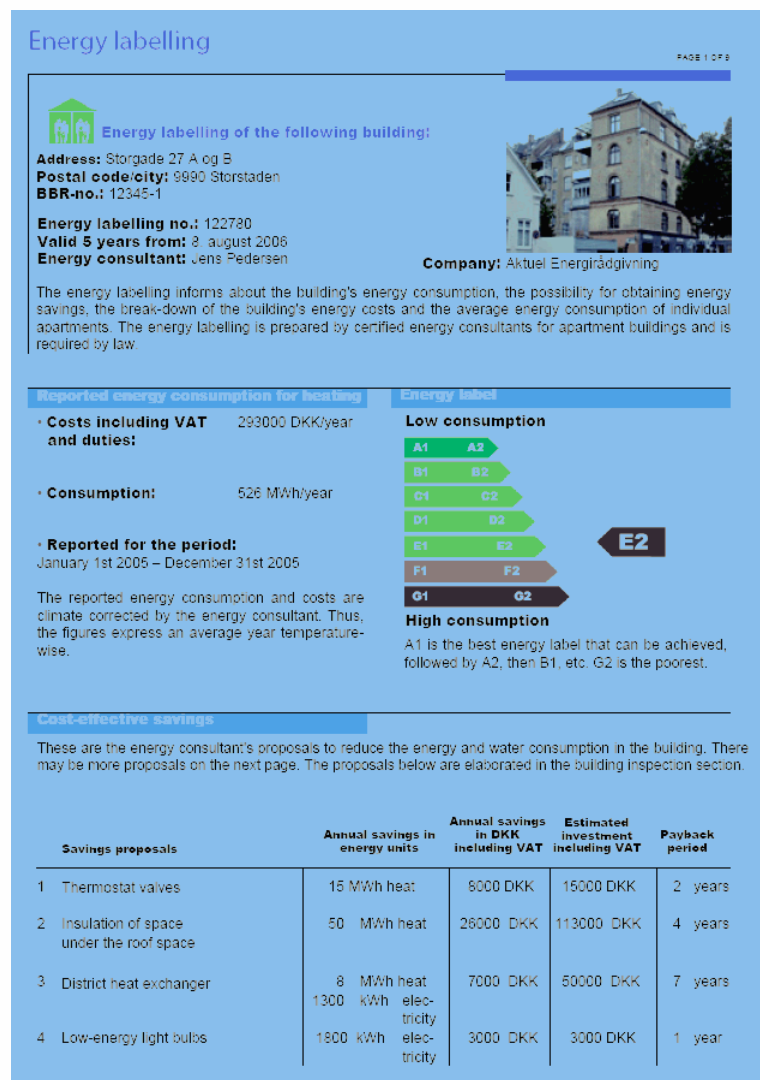 Energy labelling
PAGE 1 OF 9
Energy labelling of the following building:
Address: Storgade 27 A og B
Postal code/city: 9990 Storstaden
BBR-no.: 12345-1
Energy labelling no.: 122780
Valid 5 years from: 8. august 2006
Energy consultant: Jens Pedersen
Company: Aktuel Energirådgivning
The energy labelling informs about the building's energy consumption, the possibility for obtaining energy
savings, the break-down of the building's energy costs and the average energy consumption of individual
apartments. The energy labelling is prepared by certified energy consultants for apartment buildings and is
required by law.
Reported energy consumption for heating
• Costs including VAT 293000 DKK/year
and duties:
• Consumption: 526 MWh/year
• Reported for the period:
January 1st 2005 – December 31st 2005
The reported energy consumption and costs are
climate corrected by the energy consultant. Thus,
the figures express an average year temperature-
wise.
Energy label
Low consumption
A1 A2
B1 B2
C1 C2
D1 D2
E1 E2
E2
F1 F2
G1 G2
High consumption
A1 is the best energy label that can be achieved,
followed by A2, then B1, etc. G2 is the poorest.
Cost-effective savings
These are the energy consultant's proposals to reduce the energy and water consumption in the building. There
may be more proposals on the next page. The proposals below are elaborated in the building inspection section.
Savings proposals
Annual savings in
energy units
Annual savings
in DKK
including VAT
Estimated
investment
including VAT
Payback
period
1 Thermostat valves 15 MWh heat 8000 DKK 15000 DKK 2 years
2 Insulation of space 50 MWh heat 26000 DKK 113000 DKK 4 years
under the roof space
3 District heat exchanger 8 MWh heat 7000 DKK 50000 DKK 7 years
1300 kWh elec-
tricity
4 Low-energy light bulbs 1800 kWh elec- 3000 DKK 3000 DKK 1 year
tricity